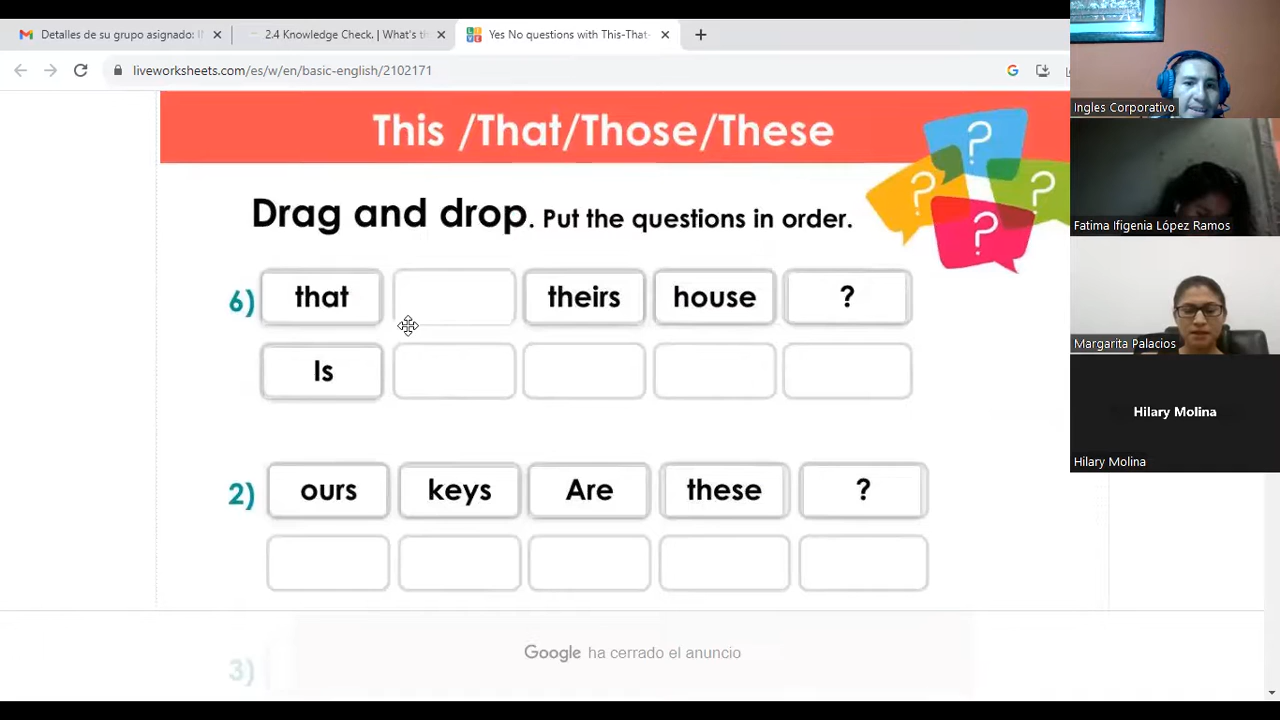 Detalles de su grupo asignado: I
2.4 Knowledge Check | What's
LIVE
Yes No questions with This-That-
liveworksheets.com/es/w/en/basic-english/2102171
This /That/Those/These
Drag and drop. Put the questions in order.
6) that theirs house ?
Is
2) ours keys Are these ?
Google ha cerrado el anuncio
3)
Ingles Corporativo
Fatima Ifigenia López Ramos
Margarita Palacios
Hilary Molina
Hilary Molina